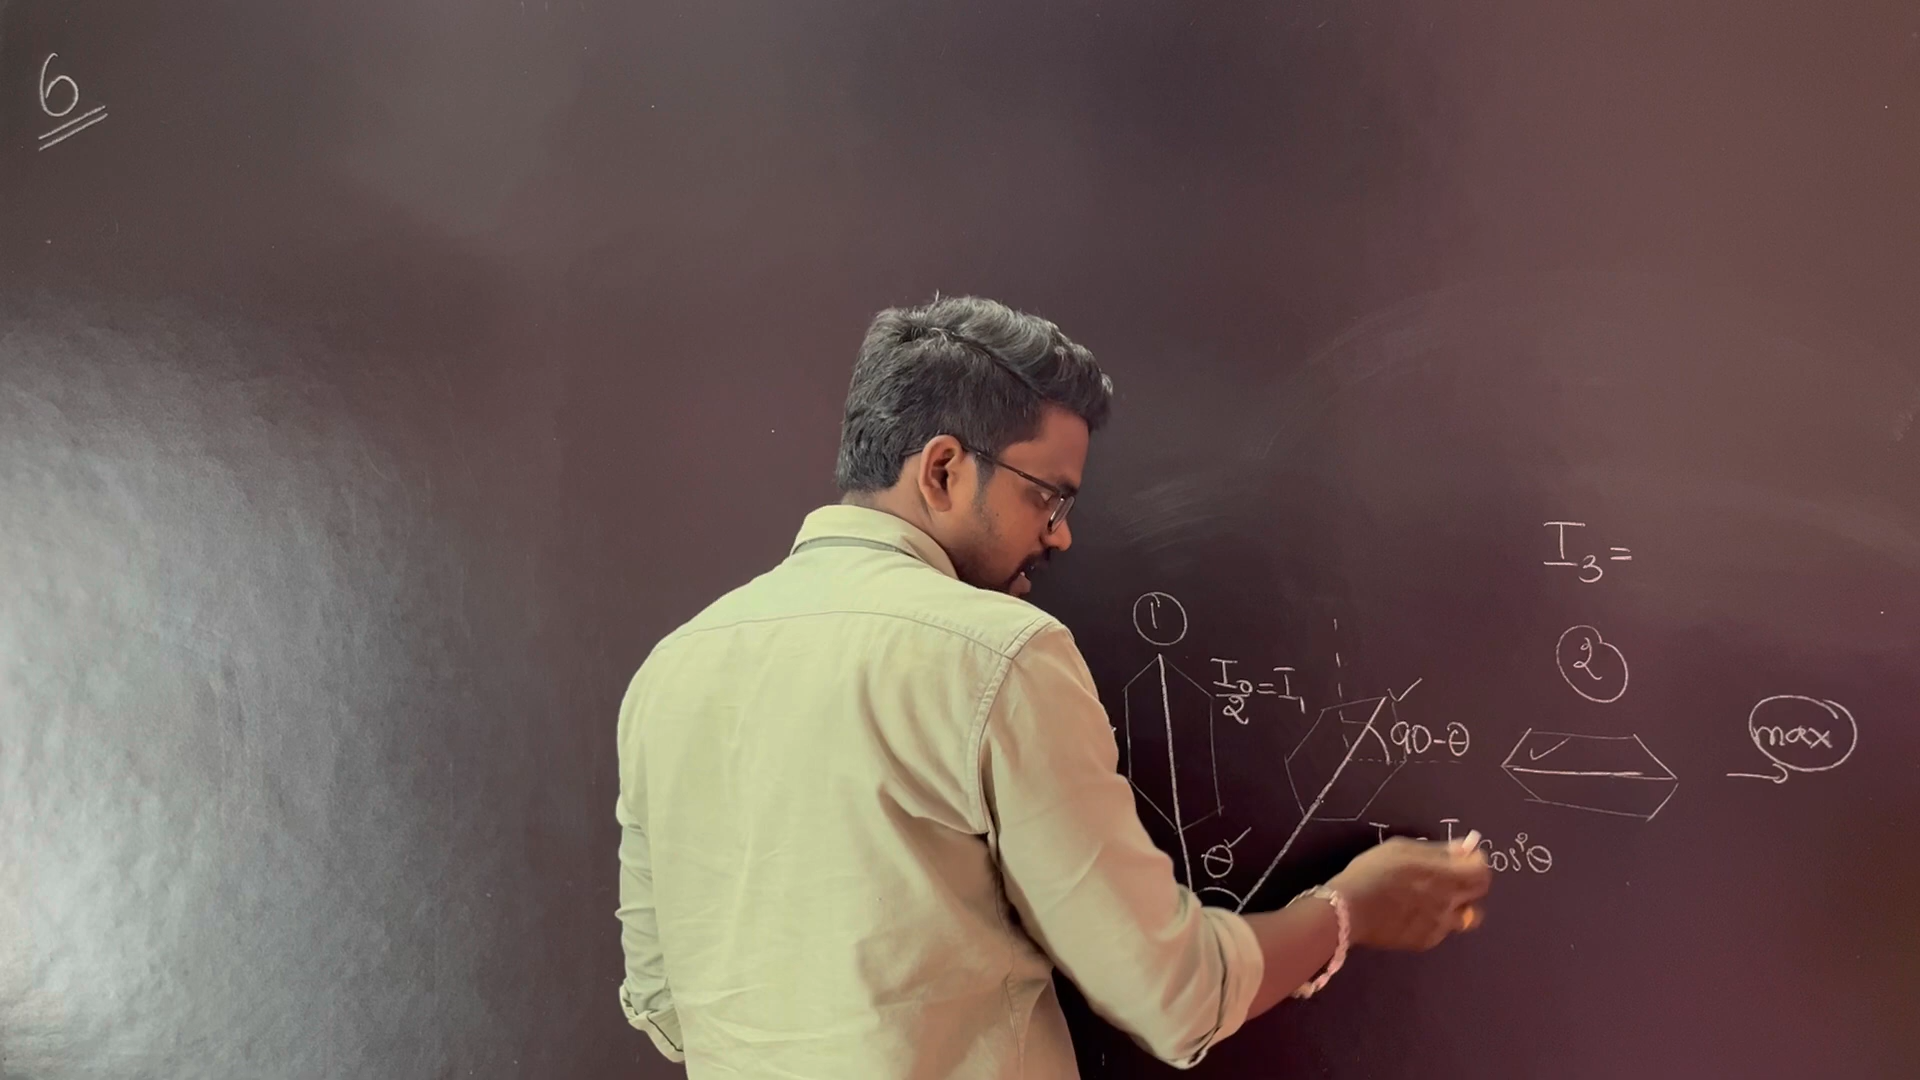 6
I₃=
①
②
I₀/2=I₁
90-θ
max
θ
cos²θ